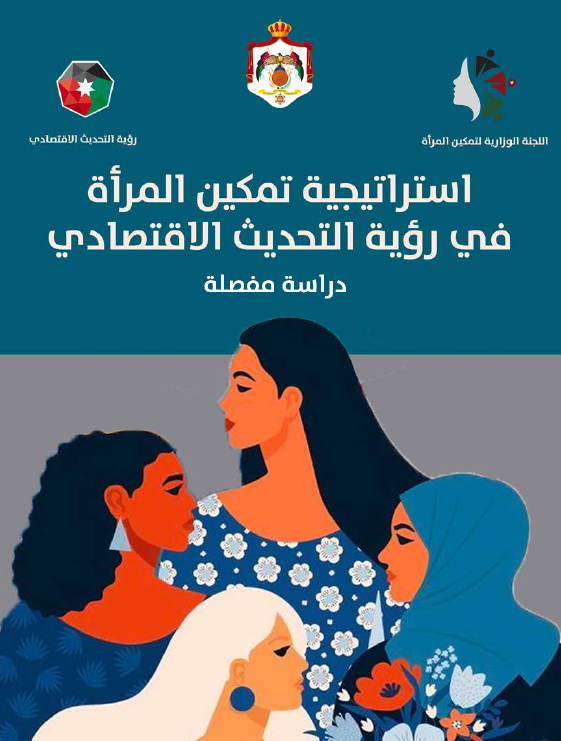 اللجنة الوزارية لتمكين المرأة
رؤية التحديث الاقتصادي
استراتيجية تمكين المرأة
في رؤية التحديث الاقتصادي
دراسة مفصلة